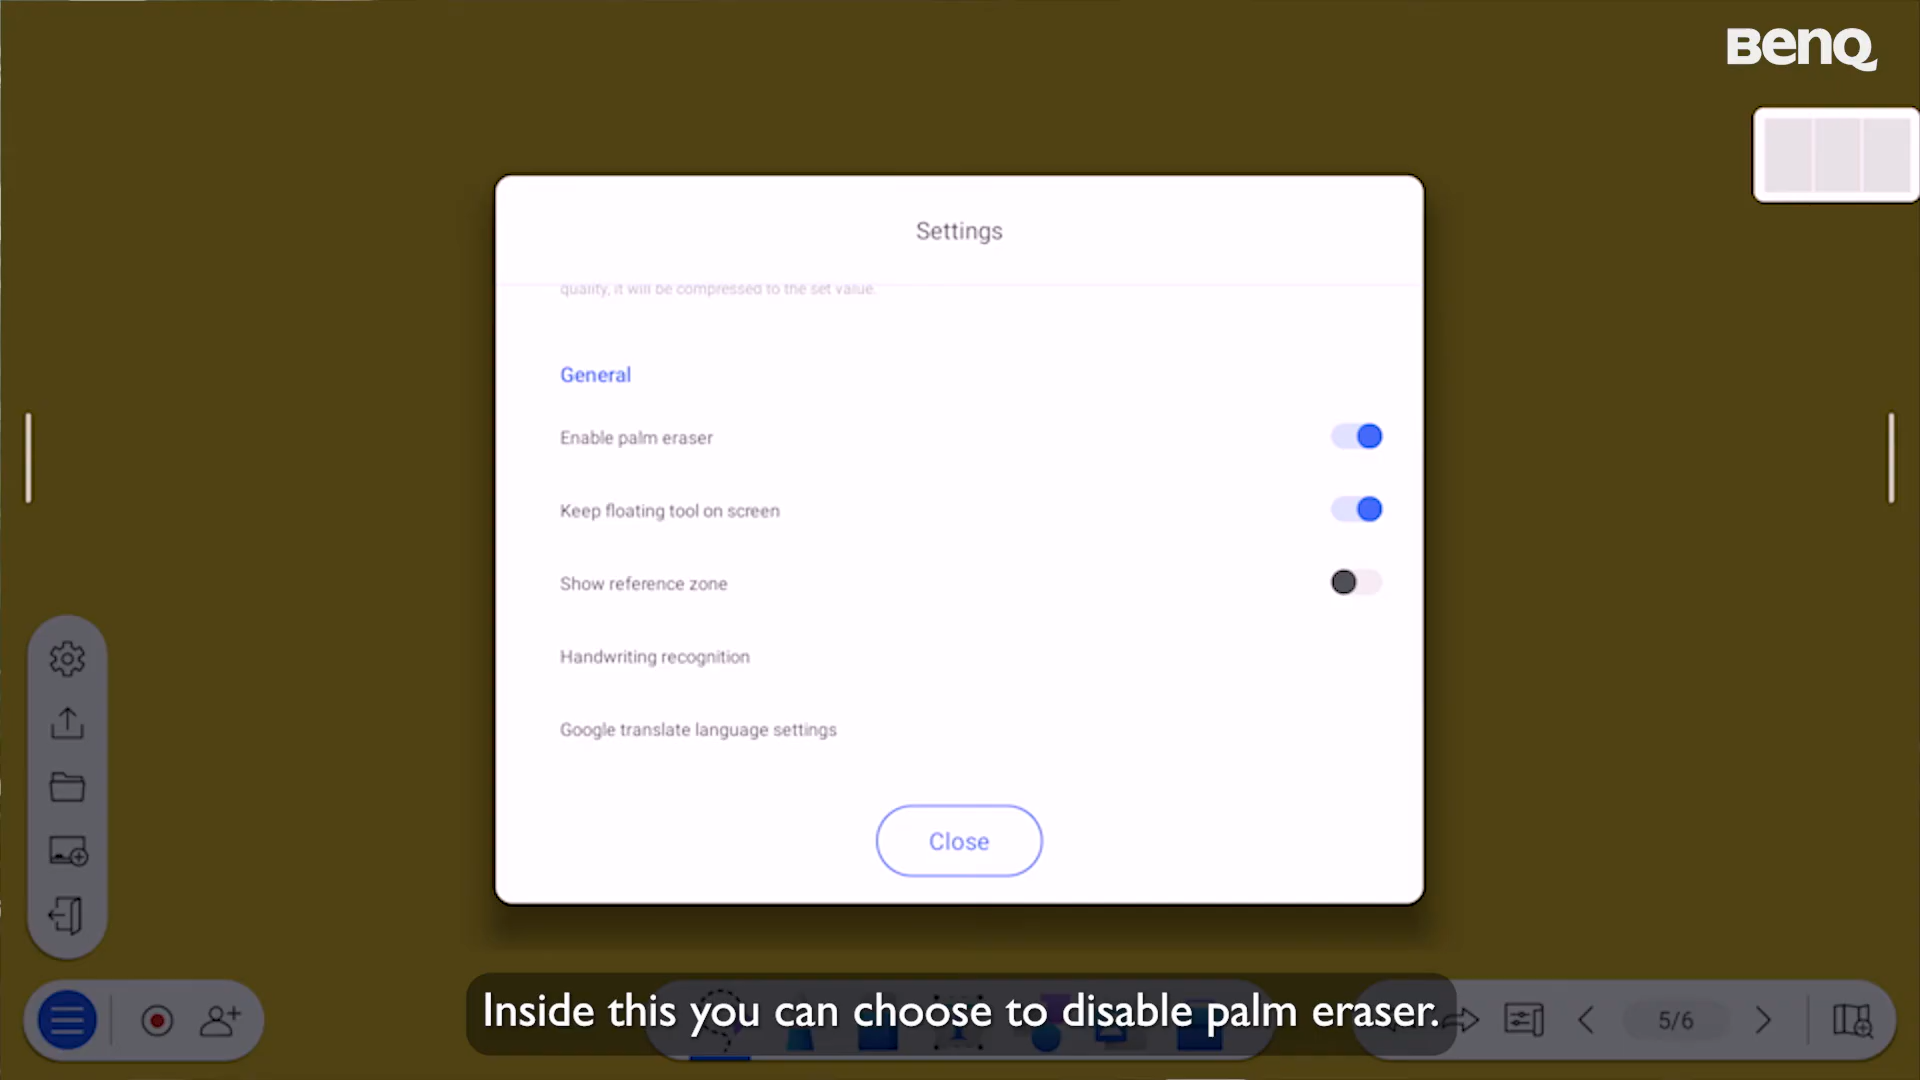 BenQ
Settings
quality, it will be compressed to the set value.
General
Enable palm eraser
Keep floating tool on screen
Show reference zone
Handwriting recognition
Google translate language settings
Close
Inside this you can choose to disable palm eraser.
5/6